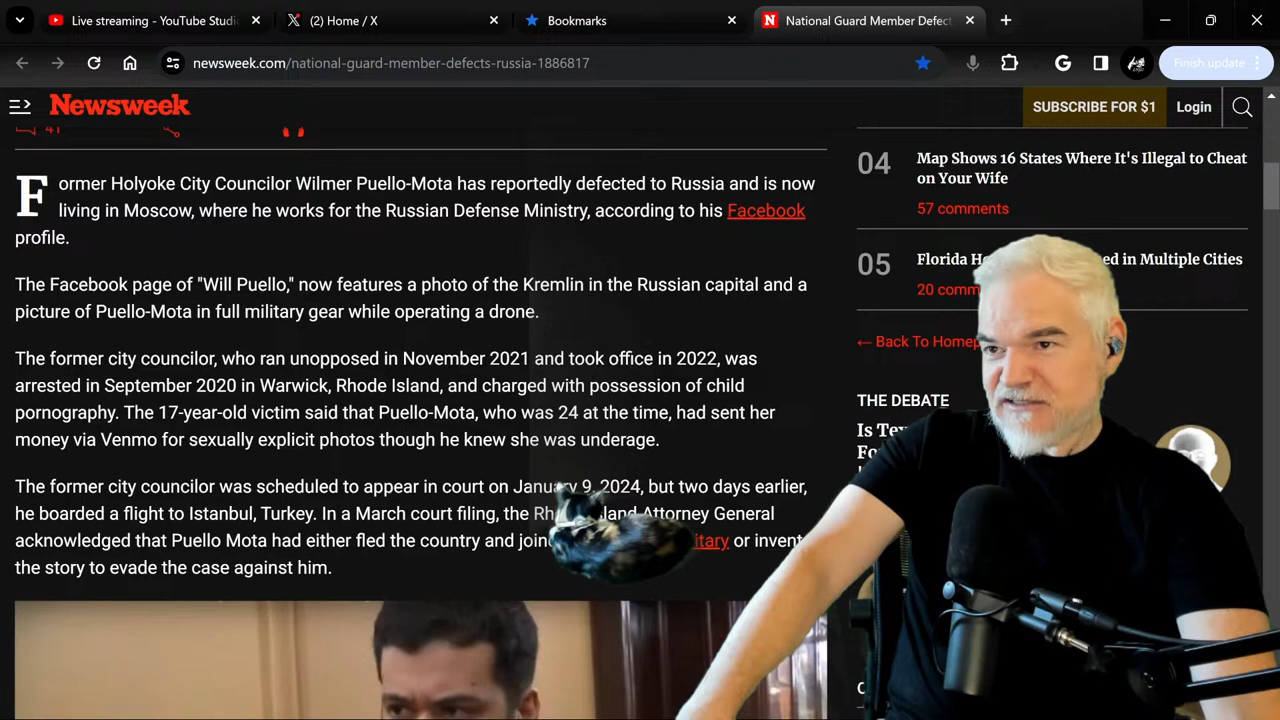 Live streaming - YouTube Studi
(2) Home / X
Bookmarks
National Guard Member Defect
newsweek.com/national-guard-member-defects-russia-1886817
Finish update
Newsweek
SUBSCRIBE FOR $1
Login
41
Former Holyoke City Councilor Wilmer Puello-Mota has reportedly defected to Russia and is now
living in Moscow, where he works for the Russian Defense Ministry, according to his Facebook
profile.
The Facebook page of "Will Puello," now features a photo of the Kremlin in the Russian capital and a
picture of Puello-Mota in full military gear while operating a drone.
The former city councilor, who ran unopposed in November 2021 and took office in 2022, was
arrested in September 2020 in Warwick, Rhode Island, and charged with possession of child
pornography. The 17-year-old victim said that Puello-Mota, who was 24 at the time, had sent her
money via Venmo for sexually explicit photos though he knew she was underage.
The former city councilor was scheduled to appear in court on January 9, 2024, but two days earlier,
he boarded a flight to Istanbul, Turkey. In a March court filing, the Rh land Attorney General
acknowledged that Puello Mota had either fled the country and join itary or invent
the story to evade the case against him.
04
Map Shows 16 States Where It's Illegal to Cheat
on Your Wife
57 comments
05
Florida Ho ed in Multiple Cities
20 comm
← Back To Homep
THE DEBATE
Is Te
Fo